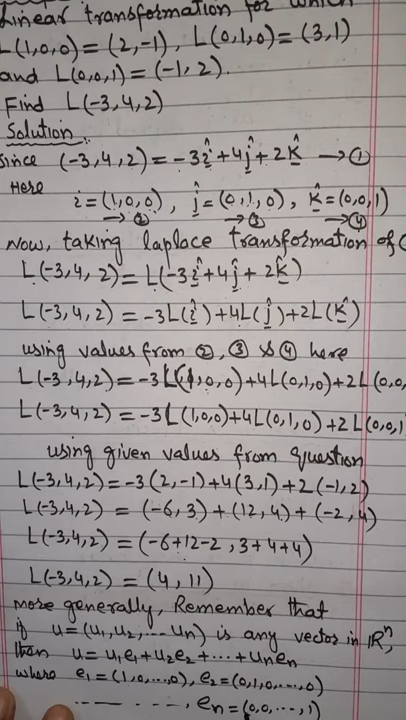 Linear transformation for which
L(1,0,0) = (2,-1), L(0,1,0) = (3,1)
and L(0,0,1) = (-1,2).
Find L(-3,4,2)
Solution:
Since (-3,4,2) = -3î+4ĵ+2k̂ →①
Here
î = (1,0,0), ĵ = (0,1,0), k̂ = (0,0,1)
→② →③ →④
Now, taking laplace transformation of
L(-3,4,2) = L(-3î+4ĵ+2k̂)
L(-3,4,2) = -3L(î)+4L(ĵ)+2L(k̂)
using values from ②, ③ & ④ here
L(-3,4,2) = -3L(1,0,0)+4L(0,1,0)+2L(0,0,
L(-3,4,2) = -3L(1,0,0)+4L(0,1,0)+2L(0,0,1
using given values from question
L(-3,4,2) = -3(2,-1)+4(3,1)+2(-1,2)
L(-3,4,2) = (-6,3)+(12,4)+(-2,4)
L(-3,4,2) = (-6+12-2, 3+4+4)
L(-3,4,2) = (4,11)
more generally, Remember that
if u=(u₁,u₂,...un) is any vector in ℝⁿ,
then u=u₁e₁+u₂e₂+...+unen
where e₁=(1,0,...,0), e₂=(0,1,0,...,0)
..... ..., en=(0,0,...,1)